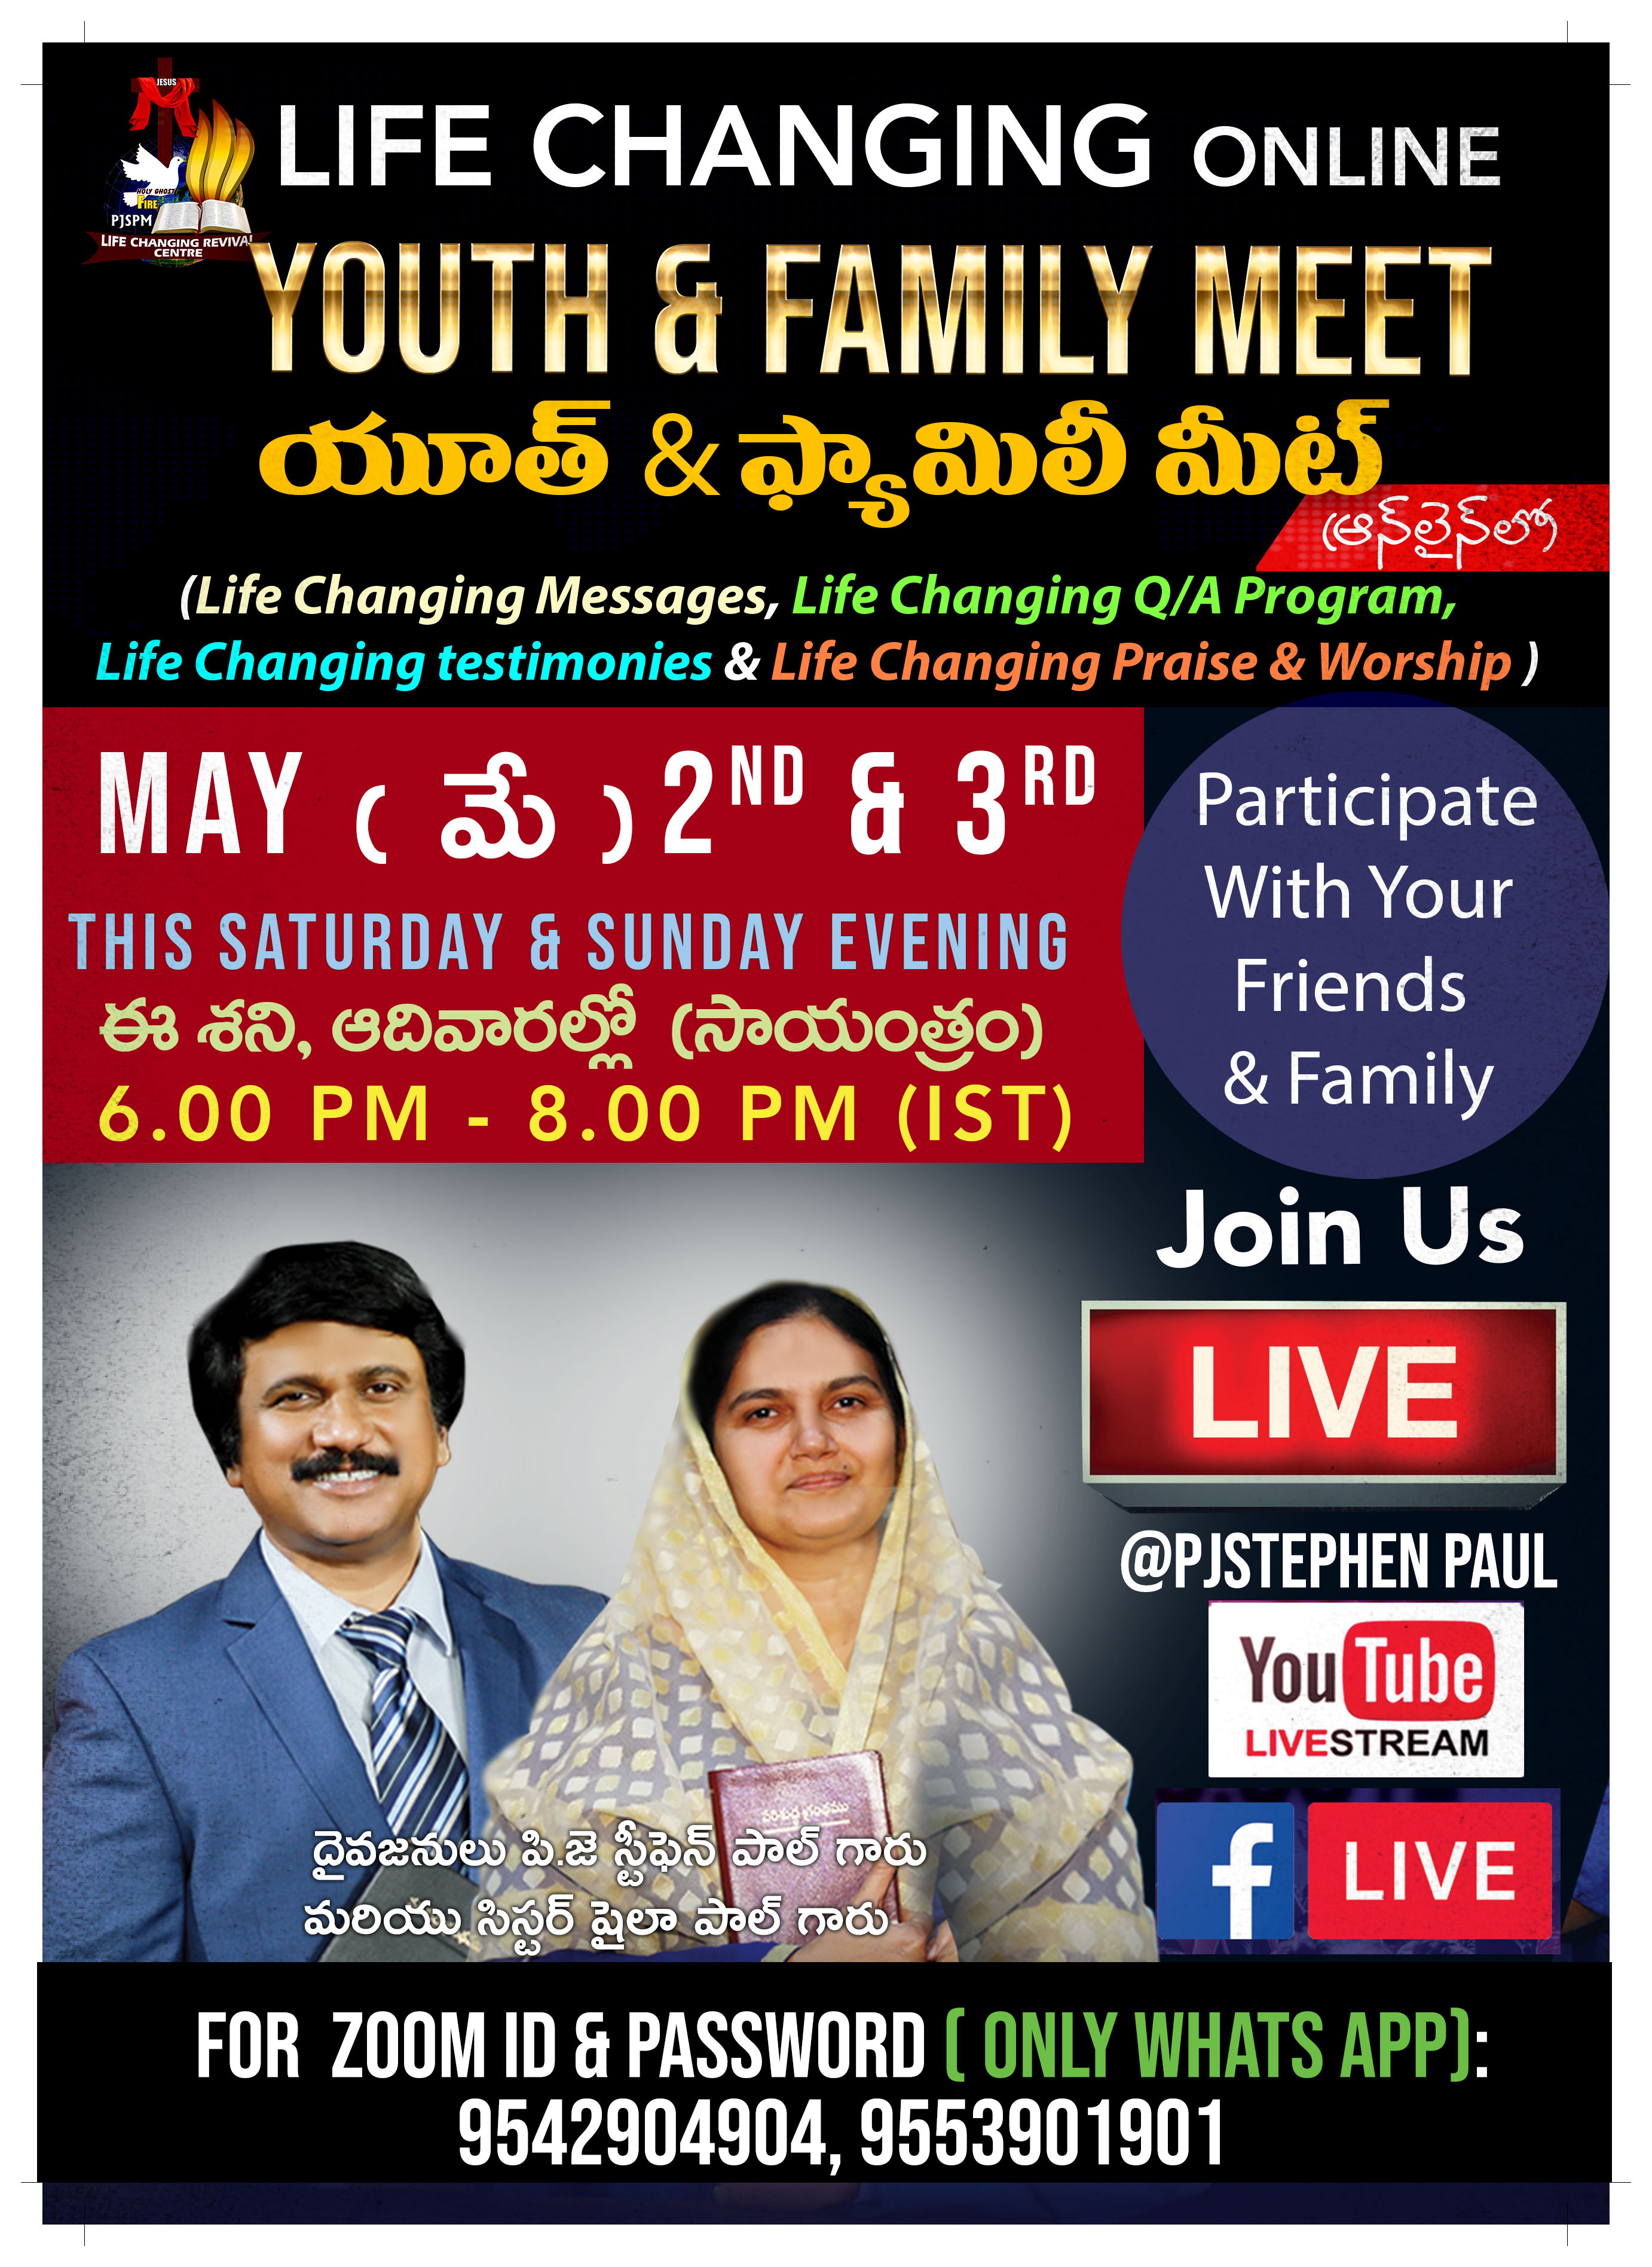 JESUS
HOLY GHOST
FIRE
PJSPM
LIFE CHANGING REVIVAL
CENTRE
LIFE CHANGING ONLINE
YOUTH & FAMILY MEET
యూత్ & ఫ్యామిలీ మీట్
(ఆన్‌లైన్‌లో)
(Life Changing Messages, Life Changing Q/A Program,
Life Changing testimonies & Life Changing Praise & Worship )
MAY ( మే ) 2ND & 3RD
THIS SATURDAY & SUNDAY EVENING
ఈ శని, ఆదివారల్లో (సాయంత్రం)
6.00 PM - 8.00 PM (IST)
Participate
With Your
Friends
& Family
Join Us
LIVE
@PJSTEPHEN PAUL
YouTube
LIVESTREAM
f LIVE
పరిశుద్ధ గ్రంథము
దైవజనులు పి.జె స్టీఫెన్ పాల్ గారు
మరియు సిస్టర్ షైలా పాల్ గారు
FOR ZOOM ID & PASSWORD ( ONLY WHATS APP):
9542904904, 9553901901